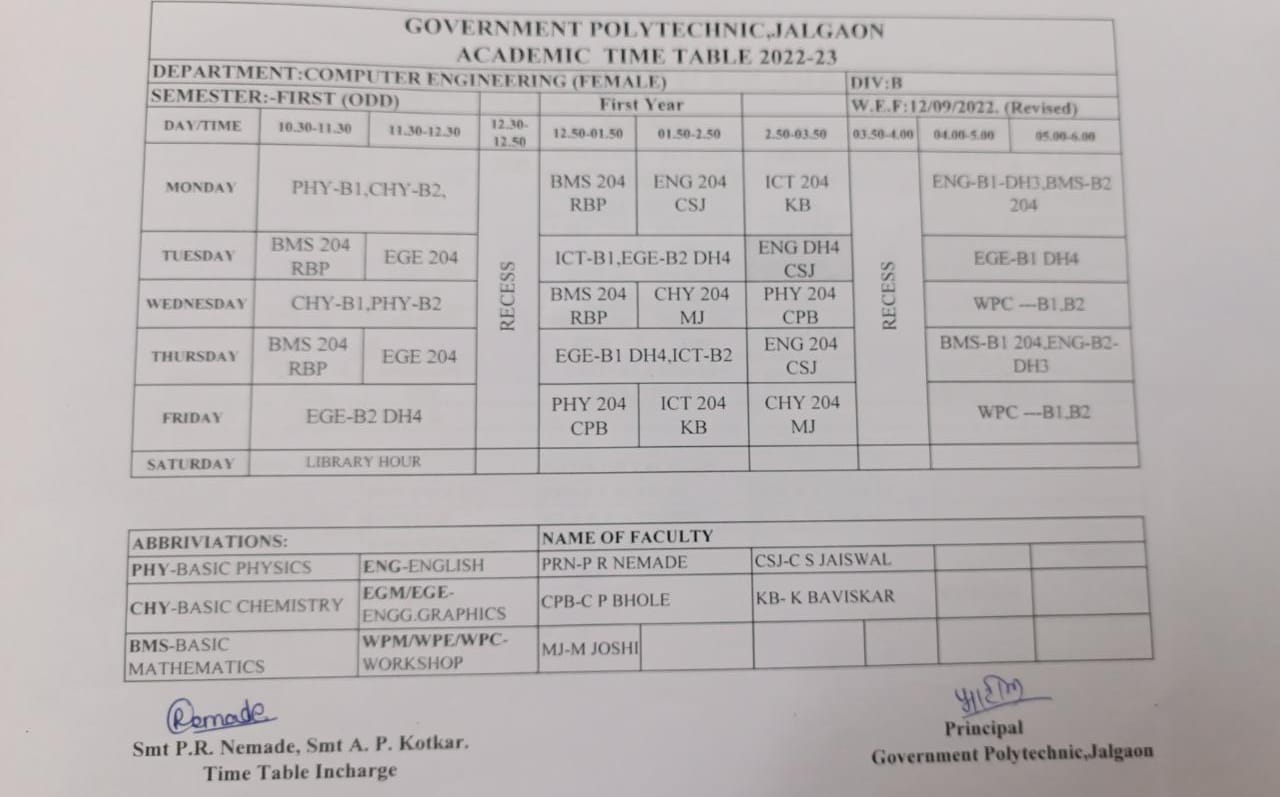 GOVERNMENT POLYTECHNIC,JALGAON
ACADEMIC TIME TABLE 2022-23
DEPARTMENT:COMPUTER ENGINEERING (FEMALE) DIV:B
SEMESTER:-FIRST (ODD) First Year W.E.F:12/09/2022. (Revised)
DAY/TIME 10.30-11.30 11.30-12.30 12.30-12.50 12.50-01.50 01.50-2.50 2.50-03.50 03.50-4.00 04.00-5.00 05.00-6.00
MONDAY PHY-B1,CHY-B2, BMS 204 RBP ENG 204 CSJ ICT 204 KB ENG-B1-DH3,BMS-B2 204
TUESDAY BMS 204 RBP EGE 204 ICT-B1,EGE-B2 DH4 ENG DH4 CSJ EGE-B1 DH4
RECESS RECESS
WEDNESDAY CHY-B1,PHY-B2 BMS 204 RBP CHY 204 MJ PHY 204 CPB WPC ---B1,B2
THURSDAY BMS 204 RBP EGE 204 EGE-B1 DH4,ICT-B2 ENG 204 CSJ BMS-B1 204,ENG-B2-DH3
FRIDAY EGE-B2 DH4 PHY 204 CPB ICT 204 KB CHY 204 MJ WPC ---B1,B2
SATURDAY LIBRARY HOUR
ABBRIVIATIONS: NAME OF FACULTY
PHY-BASIC PHYSICS ENG-ENGLISH PRN-P R NEMADE CSJ-C S JAISWAL
CHY-BASIC CHEMISTRY EGM/EGE-ENGG.GRAPHICS CPB-C P BHOLE KB- K BAVISKAR
BMS-BASIC MATHEMATICS WPM/WPE/WPC-WORKSHOP MJ-M JOSHI
Nemade
Smt P.R. Nemade, Smt A. P. Kotkar.
Time Table Incharge
Principal
Government Polytechnic,Jalgaon